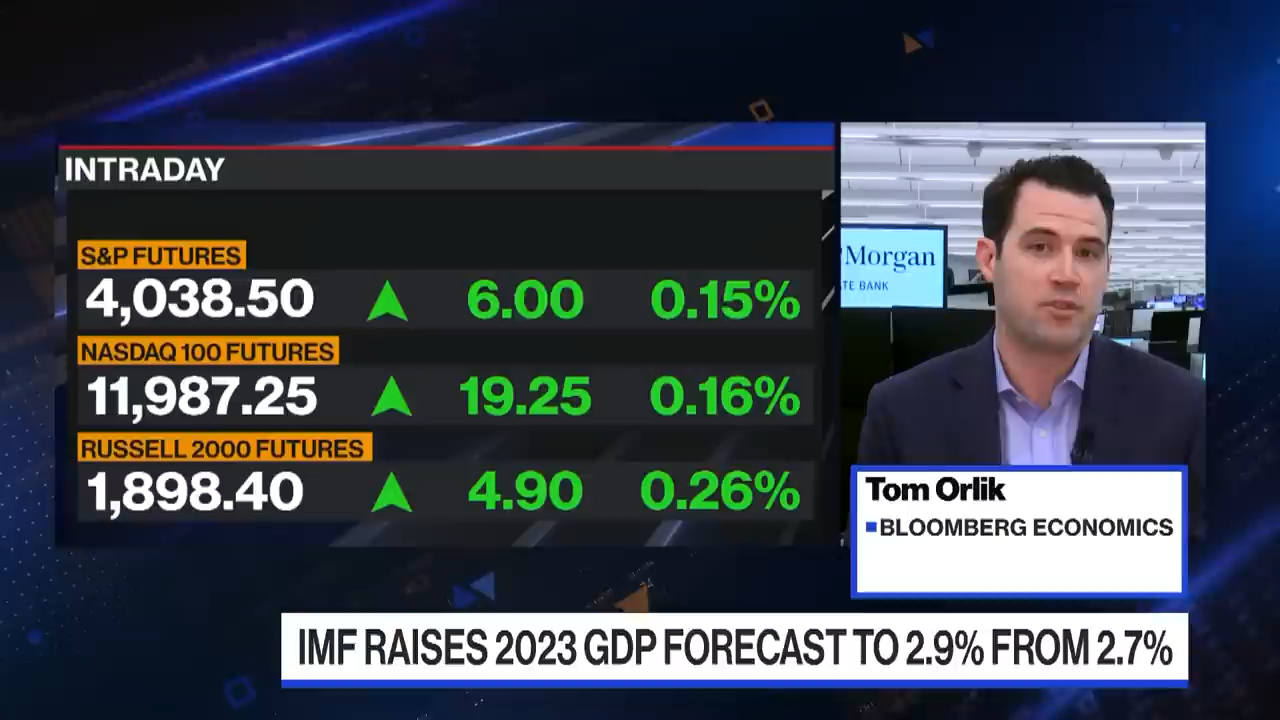 INTRADAY
S&P FUTURES
4,038.50 ▲ 6.00 0.15%
NASDAQ 100 FUTURES
11,987.25 ▲ 19.25 0.16%
RUSSELL 2000 FUTURES
1,898.40 ▲ 4.90 0.26%
Morgan
BANK
Tom Orlik
BLOOMBERG ECONOMICS
IMF RAISES 2023 GDP FORECAST TO 2.9% FROM 2.7%